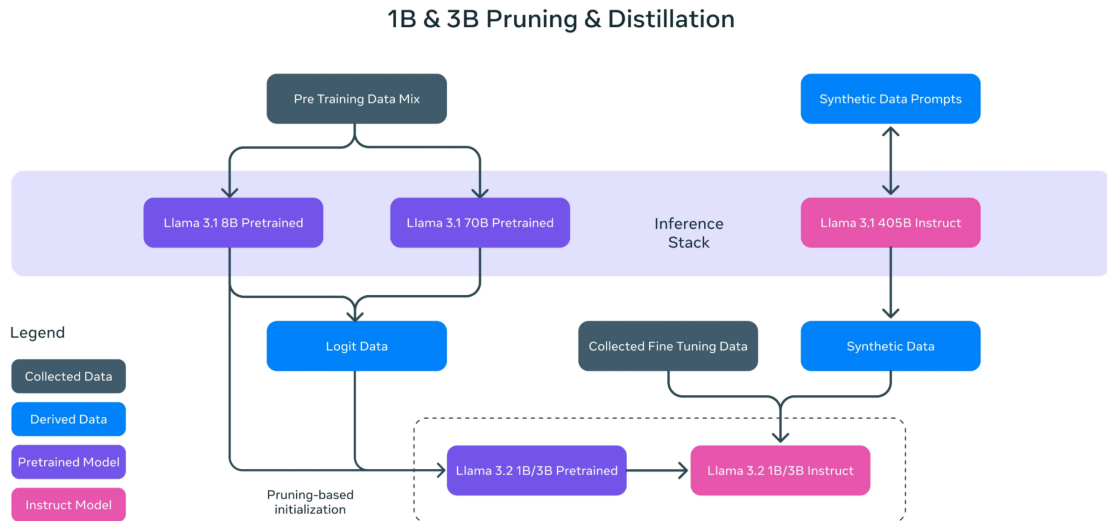 1B & 3B Pruning & Distillation
Pre Training Data Mix
Synthetic Data Prompts
Llama 3.1 8B Pretrained
Llama 3.1 70B Pretrained
Inference
Stack
Llama 3.1 405B Instruct
Legend
Logit Data
Collected Fine Tuning Data
Synthetic Data
Collected Data
Derived Data
Pretrained Model
Instruct Model
Llama 3.2 1B/3B Pretrained
Llama 3.2 1B/3B Instruct
Pruning-based
initialization